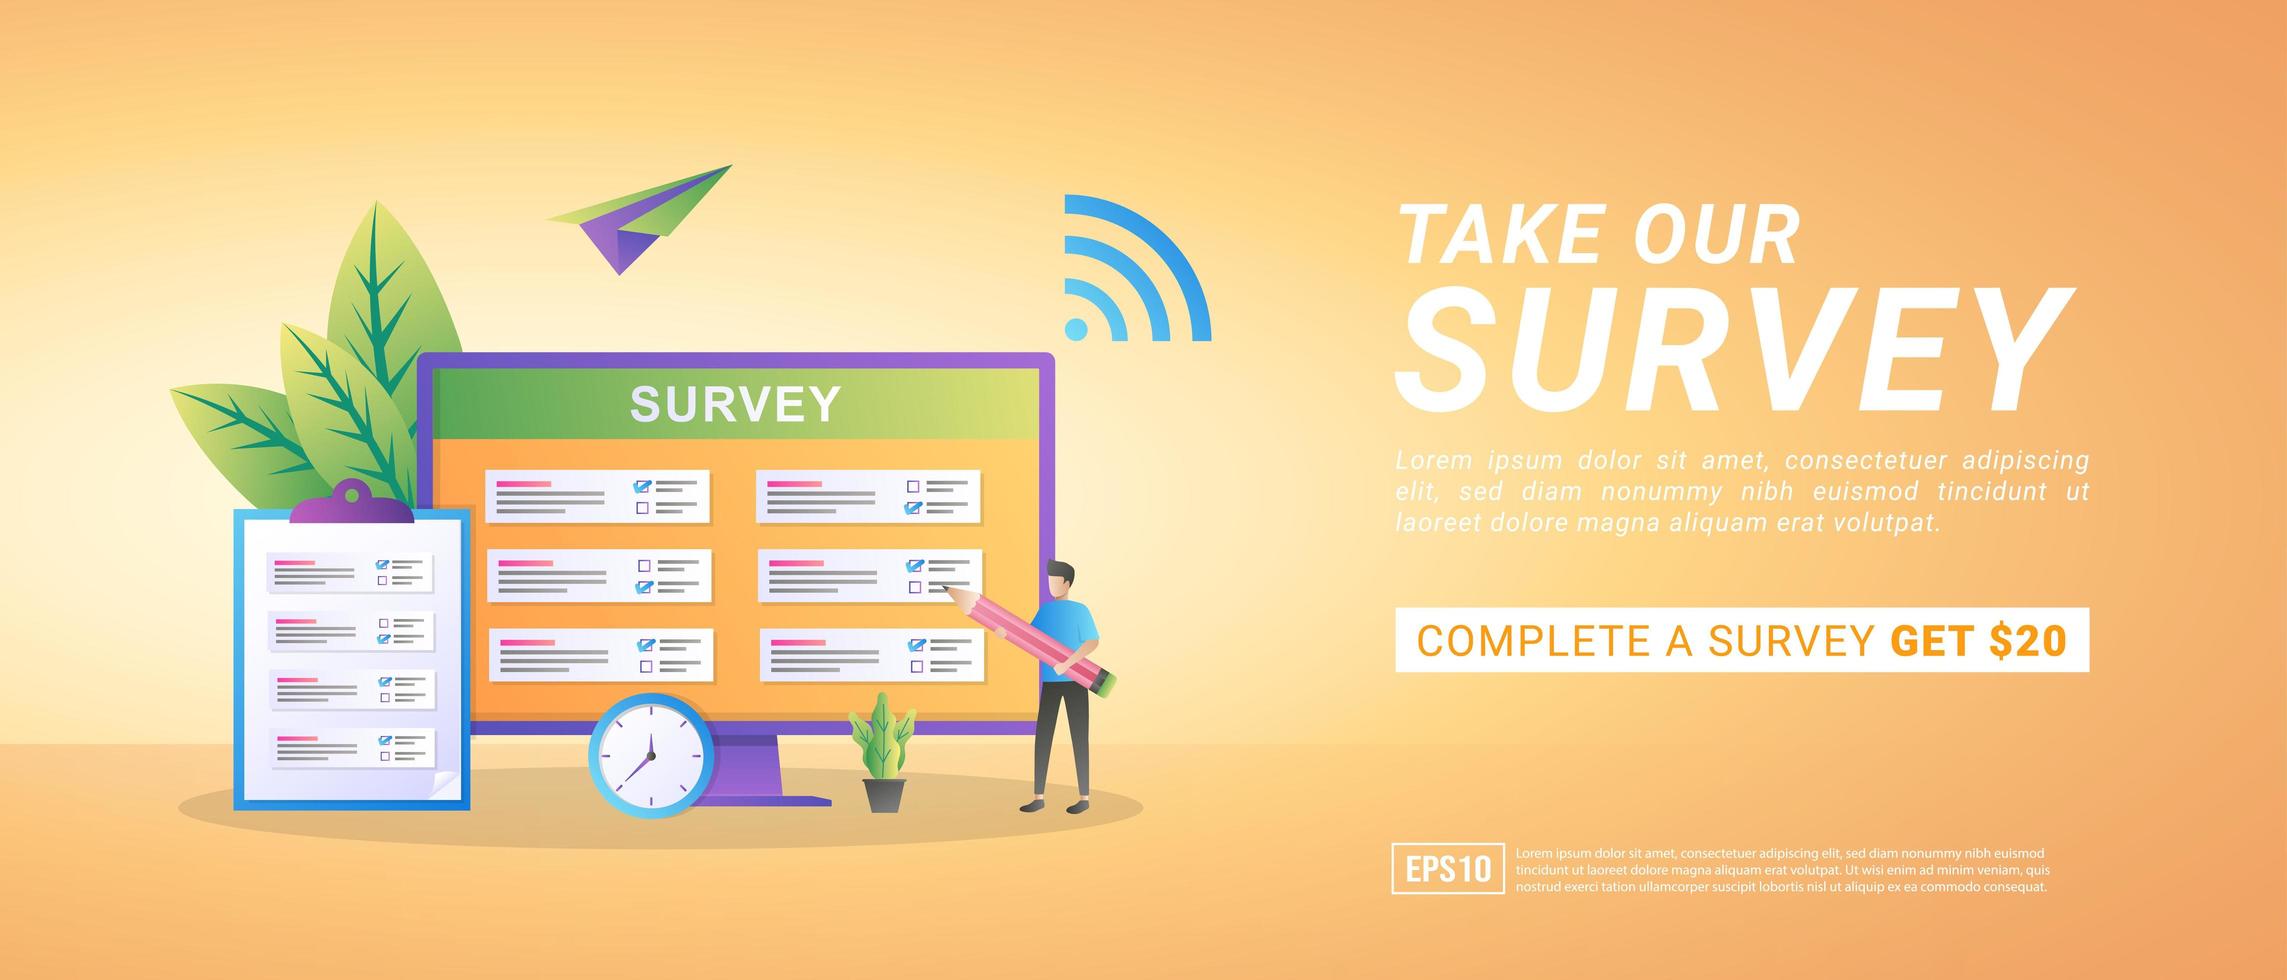 SURVEY
TAKE OUR
SURVEY
Lorem ipsum dolor sit amet, consectetuer adipiscing
elit, sed diam nonummy nibh euismod tincidunt ut
laoreet dolore magna aliquam erat volutpat.
COMPLETE A SURVEY GET $20
EPS10
Lorem ipsum dolor sit amet, consectetuer adipiscing elit, sed diam nonummy nibh euismod
tincidunt ut laoreet dolore magna aliquam erat volutpat. Ut wisi enim ad minim veniam, quis
nostrud exerci tation ullamcorper suscipit lobortis nisl ut aliquip ex ea commodo consequat.